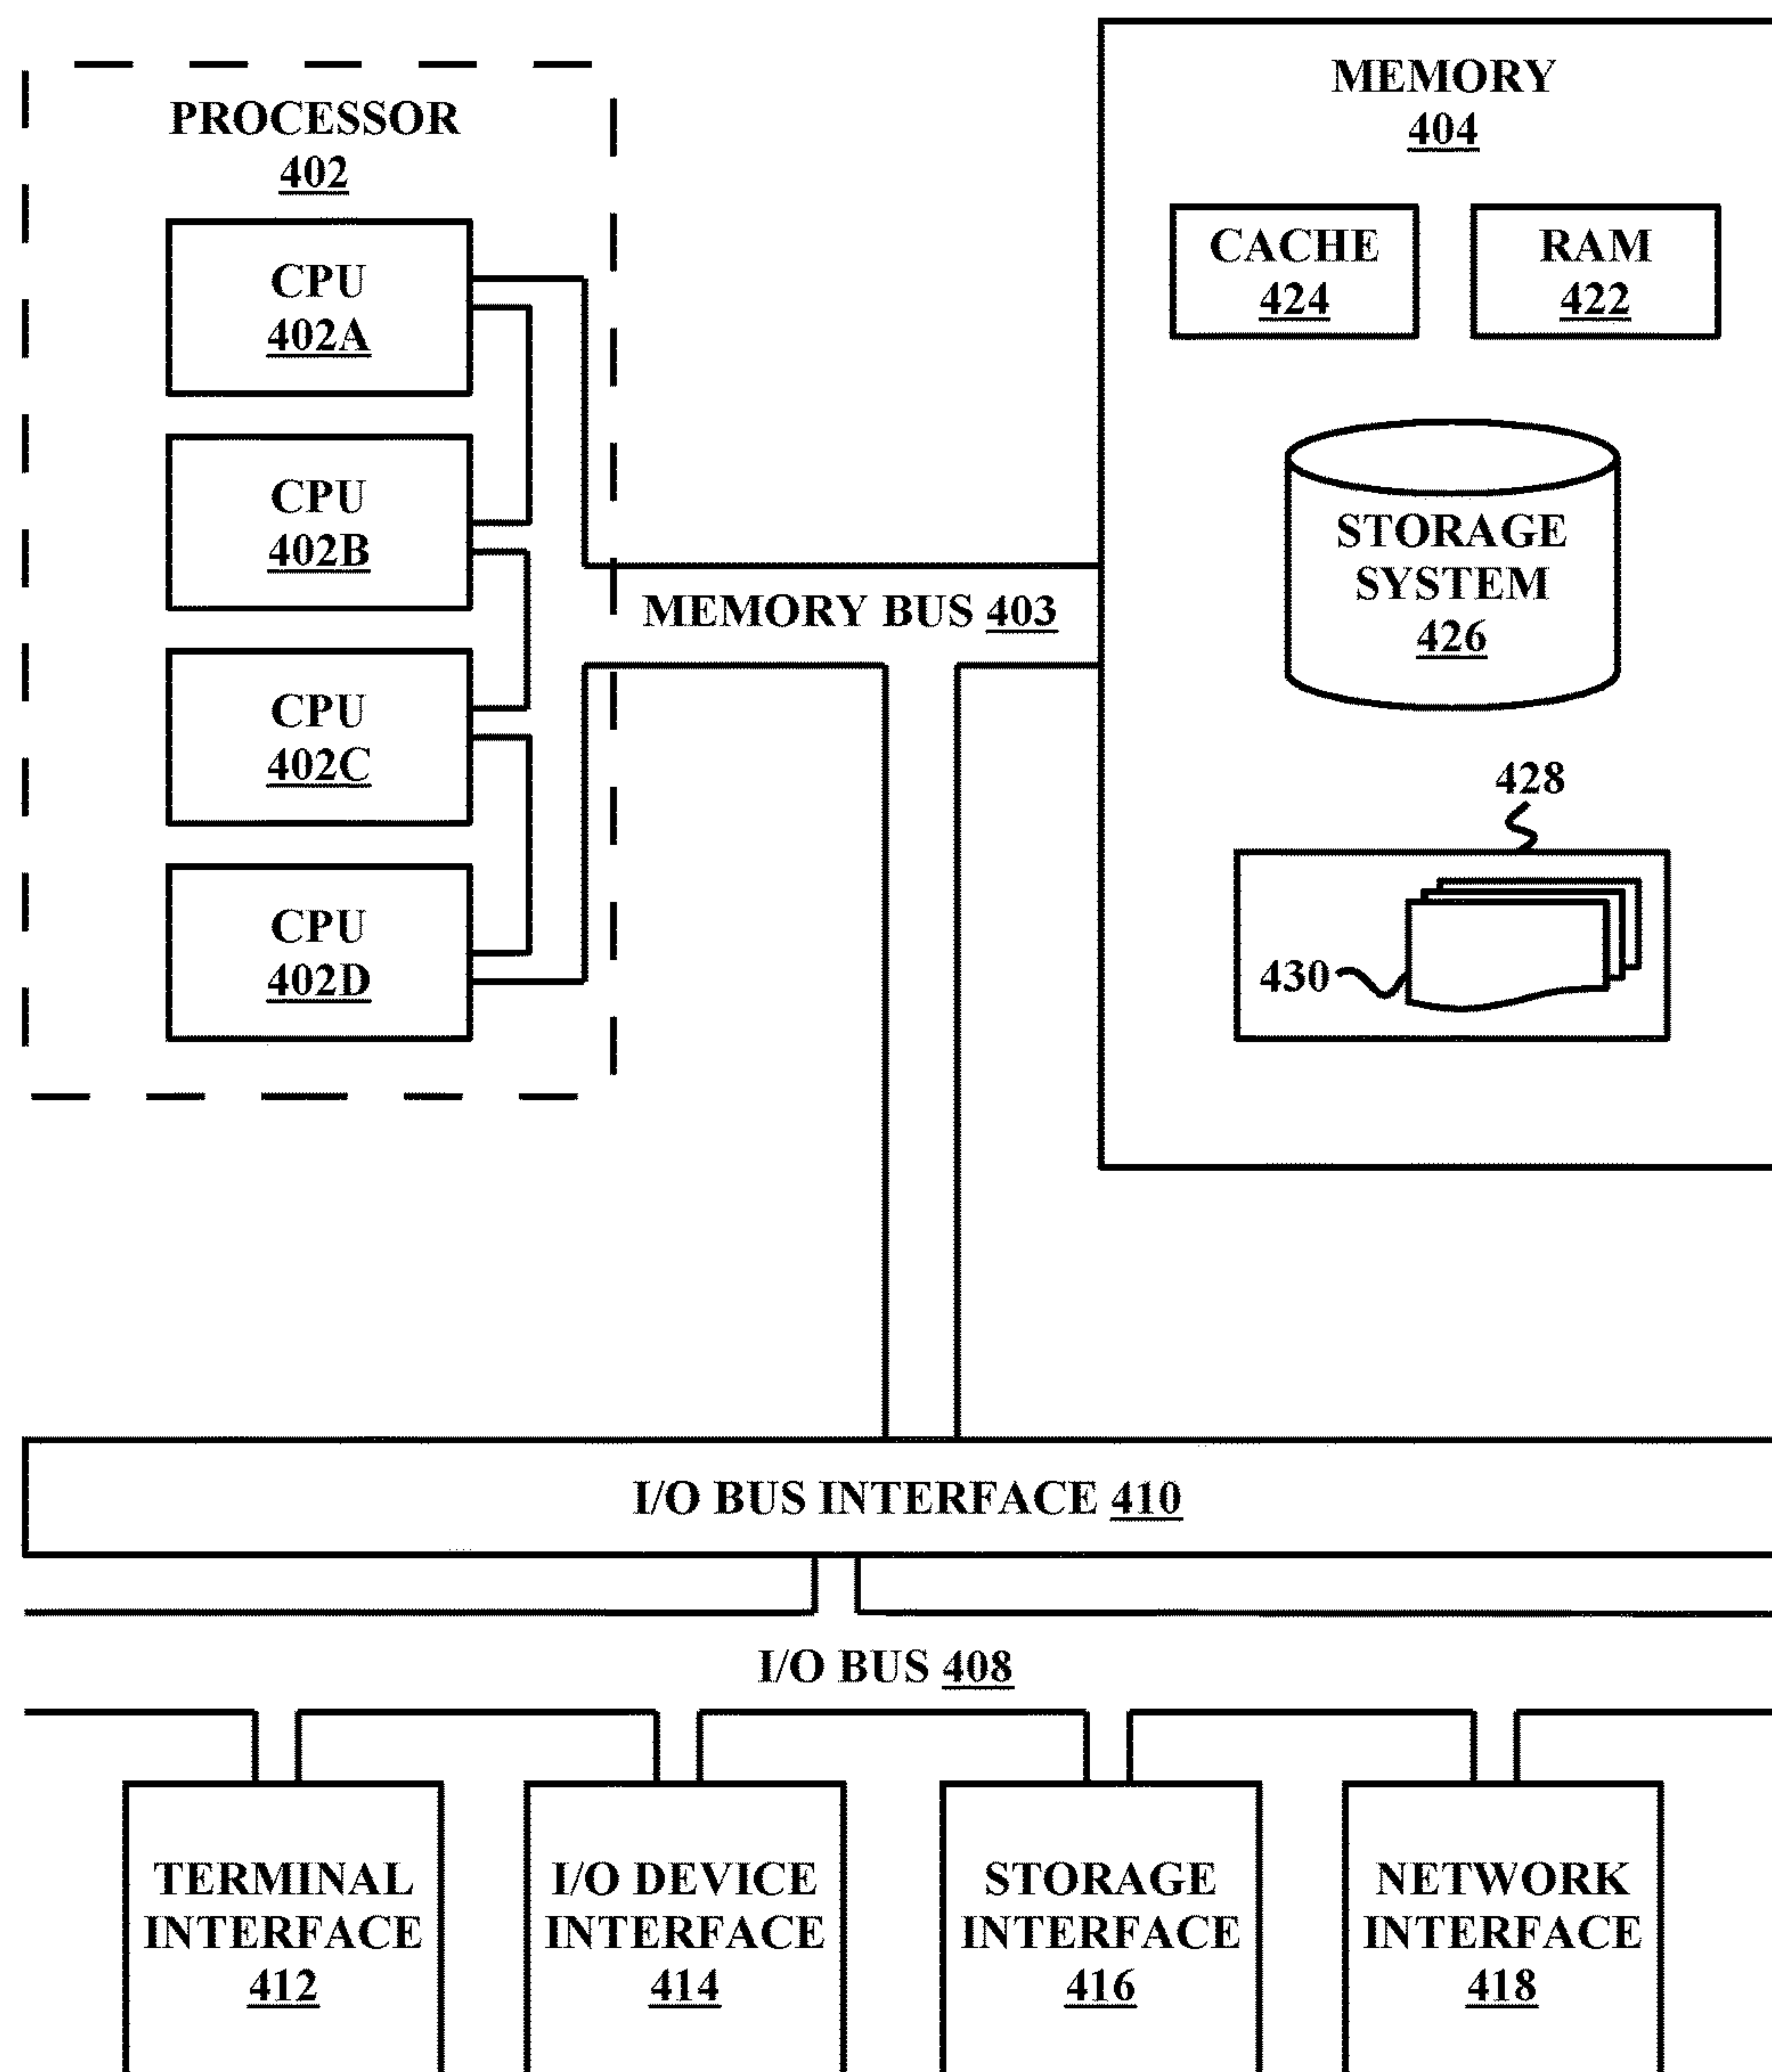 PROCESSOR
402
CPU
402A
CPU
402B
CPU
402C
CPU
402D
MEMORY BUS 403
MEMORY
404
CACHE
424
RAM
422
STORAGE
SYSTEM
426
428
430
I/O BUS INTERFACE 410
I/O BUS 408
TERMINAL
INTERFACE
412
I/O DEVICE
INTERFACE
414
STORAGE
INTERFACE
416
NETWORK
INTERFACE
418